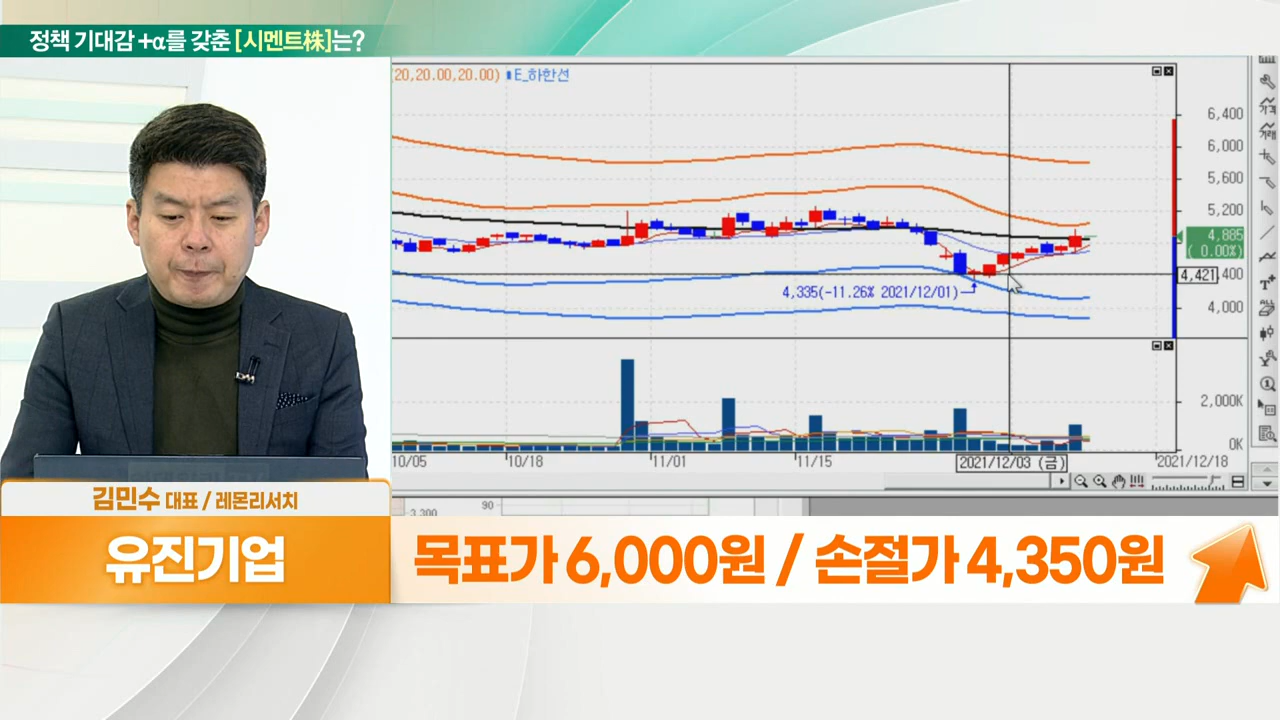 정책 기대감 +α를 갖춘 [시멘트株]는?
20,20.00,20.00) E_하한선
6,400
6,000
5,600
5,200
4,885
( 0.00%)
4,421
400
4,335(-11.26% 2021/12/01)
4,000
2,000K
0K
10/05
10/18
11/01
11/15
2021/12/03 (금)
2021/12/18
3,300
90
DM
김민수 대표 / 레몬리서치
유진기업
목표가 6,000원 / 손절가 4,350원